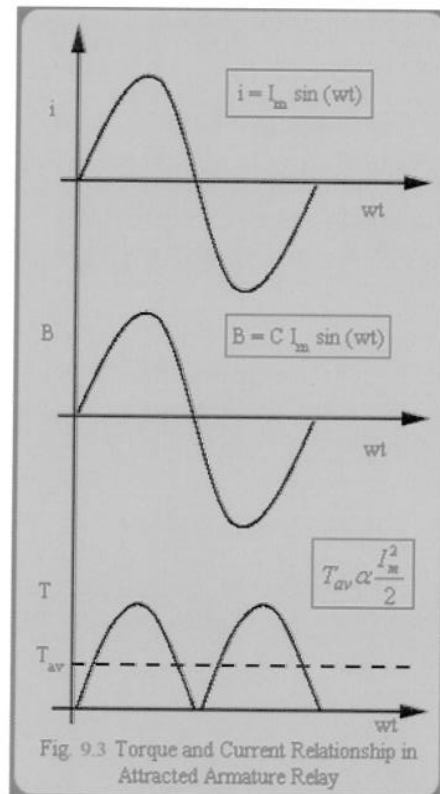 i
i = I_m sin (wt)
wt
B
B = C I_m sin (wt)
wt
T
T_av α I_m^2 / 2
T_av
wt
Fig. 9.3 Torque and Current Relationship in
Attracted Armature Relay